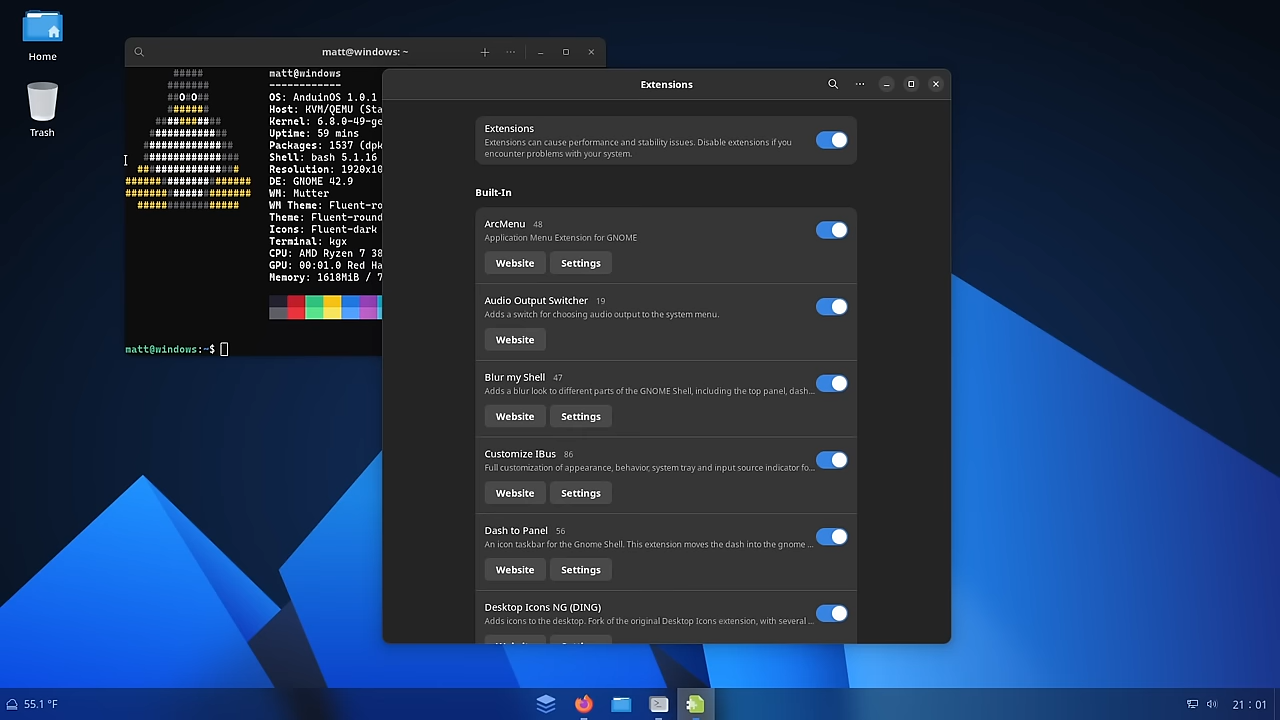 Home
Trash
matt@windows: ~
matt@windows
------------
OS: AnduinOS 1.0.1
Host: KVM/QEMU (Sta
Kernel: 6.8.0-49-ge
Uptime: 59 mins
Packages: 1537 (dpk
Shell: bash 5.1.16
Resolution: 1920x10
DE: GNOME 42.9
WM: Mutter
WM Theme: Fluent-ro
Theme: Fluent-round
Icons: Fluent-dark
Terminal: kgx
CPU: AMD Ryzen 7 38
GPU: 00:01.0 Red Ha
Memory: 1618MiB / 7
matt@windows:~$
Extensions
Extensions
Extensions can cause performance and stability issues. Disable extensions if you
encounter problems with your system.
Built-In
ArcMenu 48
Application Menu Extension for GNOME
Website Settings
Audio Output Switcher 19
Adds a switch for choosing audio output to the system menu.
Website
Blur my Shell 47
Adds a blur look to different parts of the GNOME Shell, including the top panel, dash...
Website Settings
Customize IBus 86
Full customization of appearance, behavior, system tray and input source indicator fo...
Website Settings
Dash to Panel 56
An icon taskbar for the Gnome Shell. This extension moves the dash into the gnome ...
Website Settings
Desktop Icons NG (DING)
Adds icons to the desktop. Fork of the original Desktop Icons extension, with several ...
55.1 °F
21 : 01